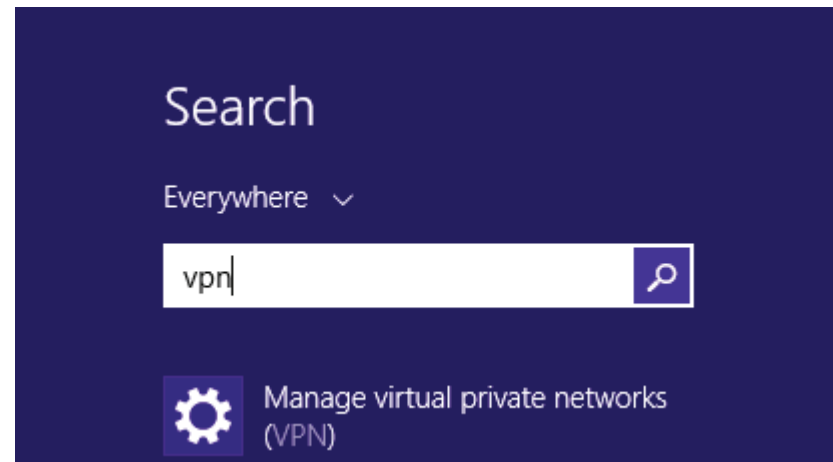 Search
Everywhere
vpn
Manage virtual private networks
(VPN)